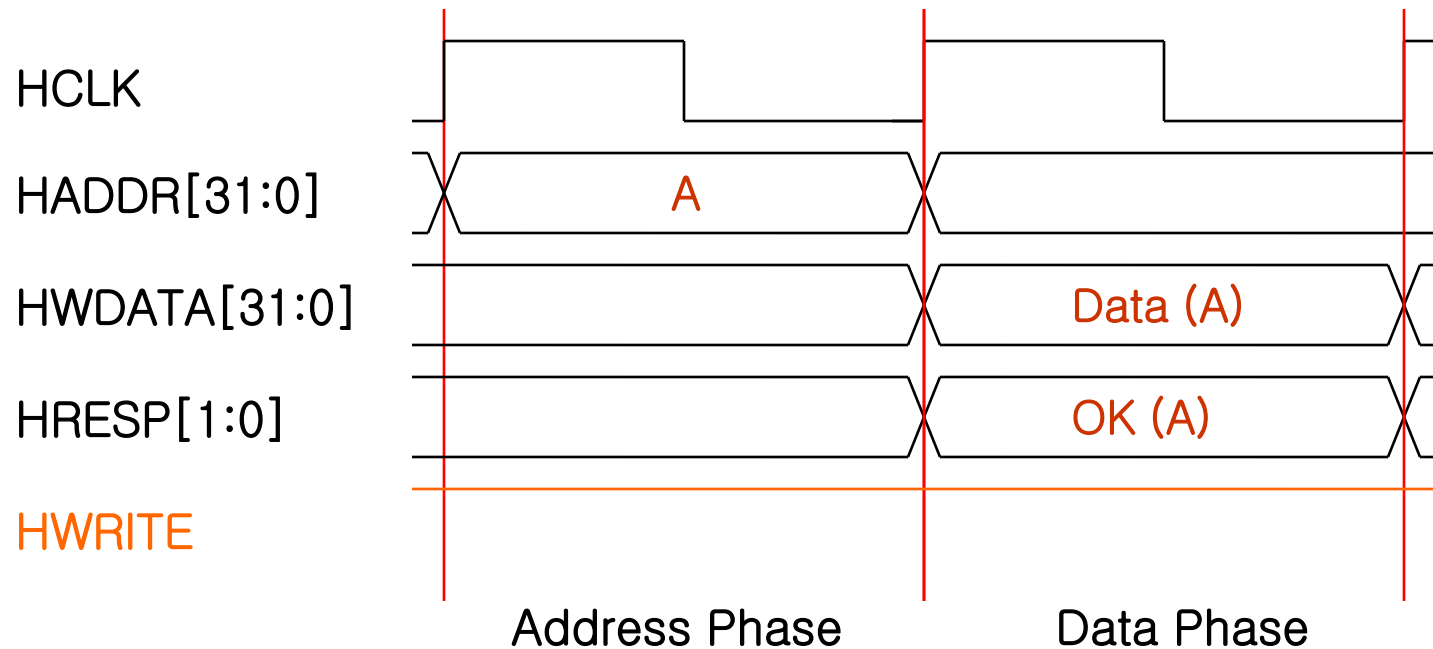 HCLK
HADDR[31:0]
A
HWDATA[31:0]
Data (A)
HRESP[1:0]
OK (A)
HWRITE
Address Phase
Data Phase